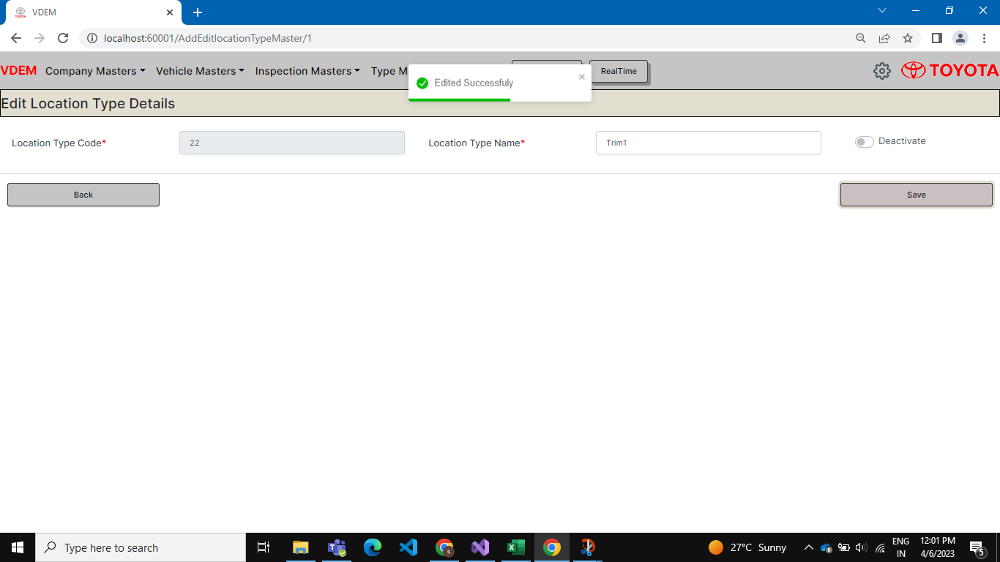 VDEM
localhost:60001/AddEditlocationTypeMaster/1
VDEM Company Masters Vehicle Masters Inspection Masters Type RealTime TOYOTA
Edited Successfuly
Edit Location Type Details
Location Type Code* 22 Location Type Name* Trim1 Deactivate
Back Save
Type here to search 27°C Sunny ENG IN 12:01 PM 4/6/2023 5